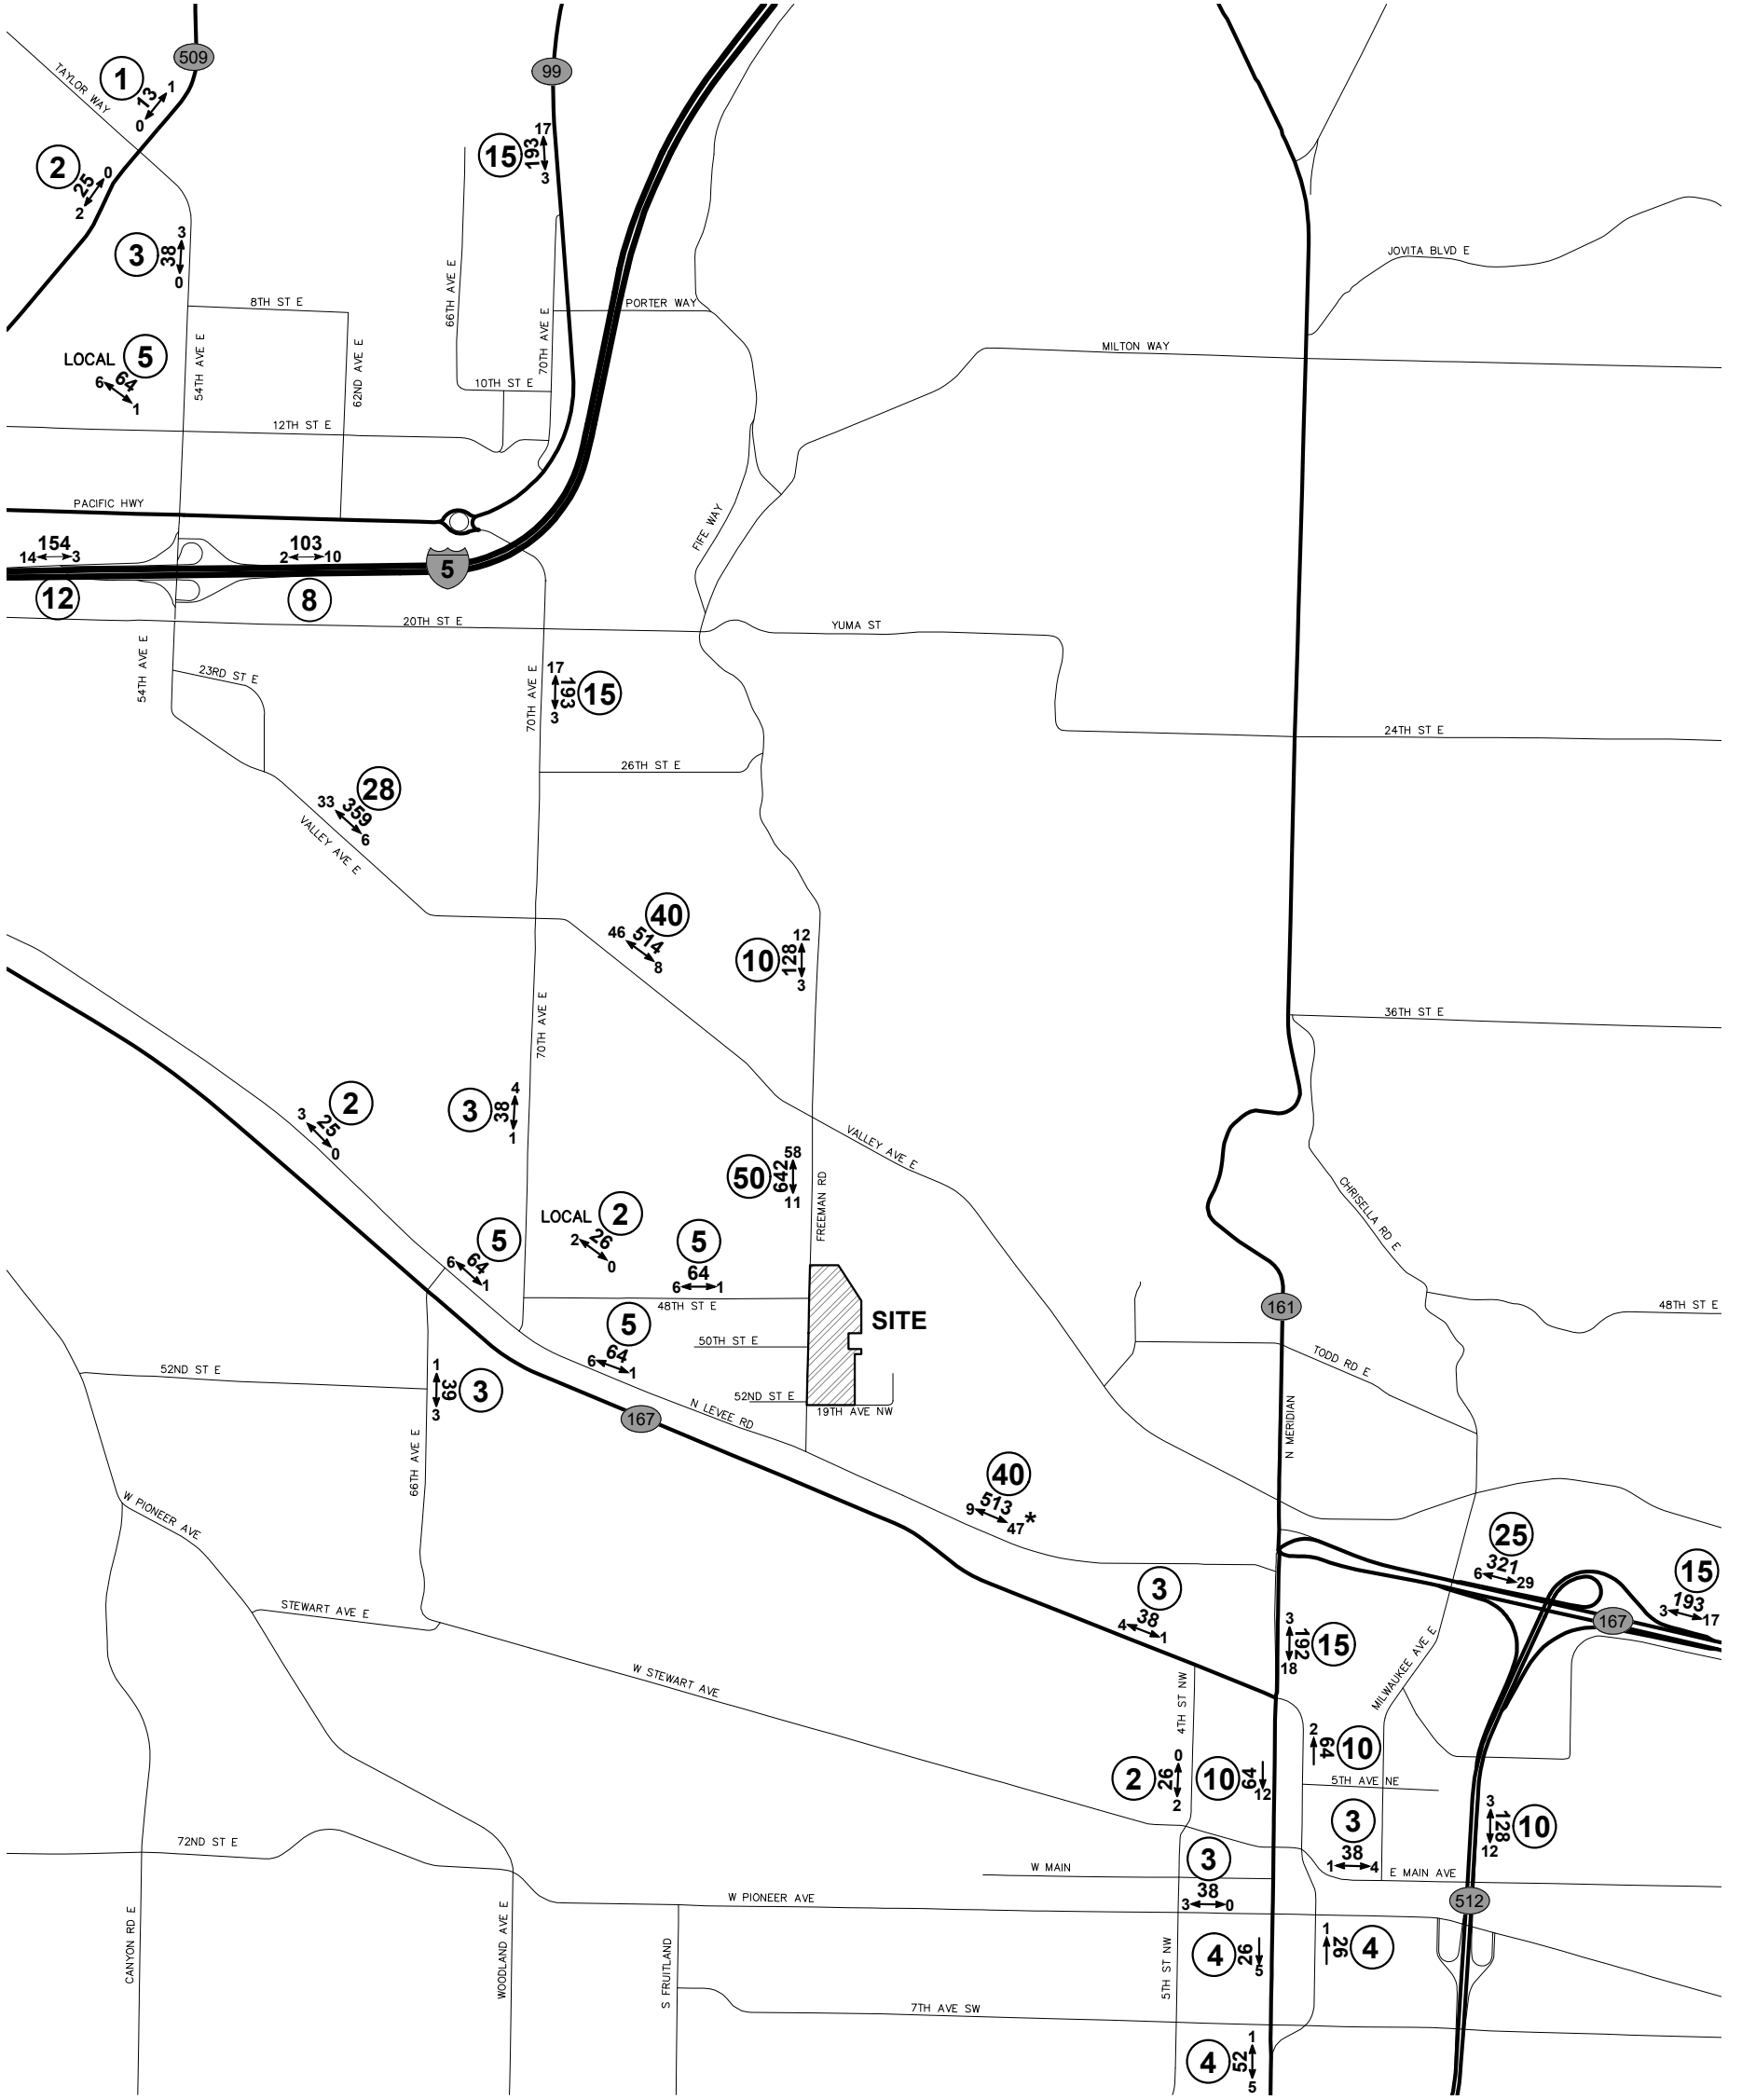 509
99
TAYLOR WAY
1
1
13
0
17
15
193
3
2
0
25
2
3
3
38
0
JOVITA BLVD E
66TH AVE E
8TH ST E
PORTER WAY
70TH AVE E
54TH AVE E
62ND AVE E
MILTON WAY
LOCAL 5
6
64
1
10TH ST E
12TH ST E
PACIFIC HWY
FIFE WAY
154
14 3
103
2 10
5
12
8
20TH ST E
YUMA ST
54TH AVE E
23RD ST E
70TH AVE E
17
193
3
15
24TH ST E
26TH ST E
28
33
359
6
VALLEY AVE E
40
46
514
8
12
10
128
3
70TH AVE E
36TH ST E
2
3
25
0
4
3
38
1
VALLEY AVE E
58
50
642
11
FREEMAN RD
CHRISELLA RD E
LOCAL 2
2
26
0
5
64
6 1
5
6
64
1
48TH ST E
SITE
161
48TH ST E
5
6
64
1
50TH ST E
TODD RD E
52ND ST E
1
39
3
3
52ND ST E
19TH AVE NW
N LEVEE RD
167
N MERIDIAN
66TH AVE E
40
9
513
47*
W PIONEER AVE
25
6
321
29
15
3
193
17
3
4
38
1
3
192
18
15
167
STEWART AVE E
MILWAUKEE AVE E
W STEWART AVE
4TH ST NW
2
64
10
0
2
26
2
10
64
12
5TH AVE NE
3
38
1 4
3
128
12
10
72ND ST E
3
38
3 0
W MAIN
E MAIN AVE
W PIONEER AVE
512
CANYON RD E
WOODLAND AVE E
S FRUITLAND
5TH ST NW
4
26
5
1
26
4
7TH AVE SW
1
4
52
5